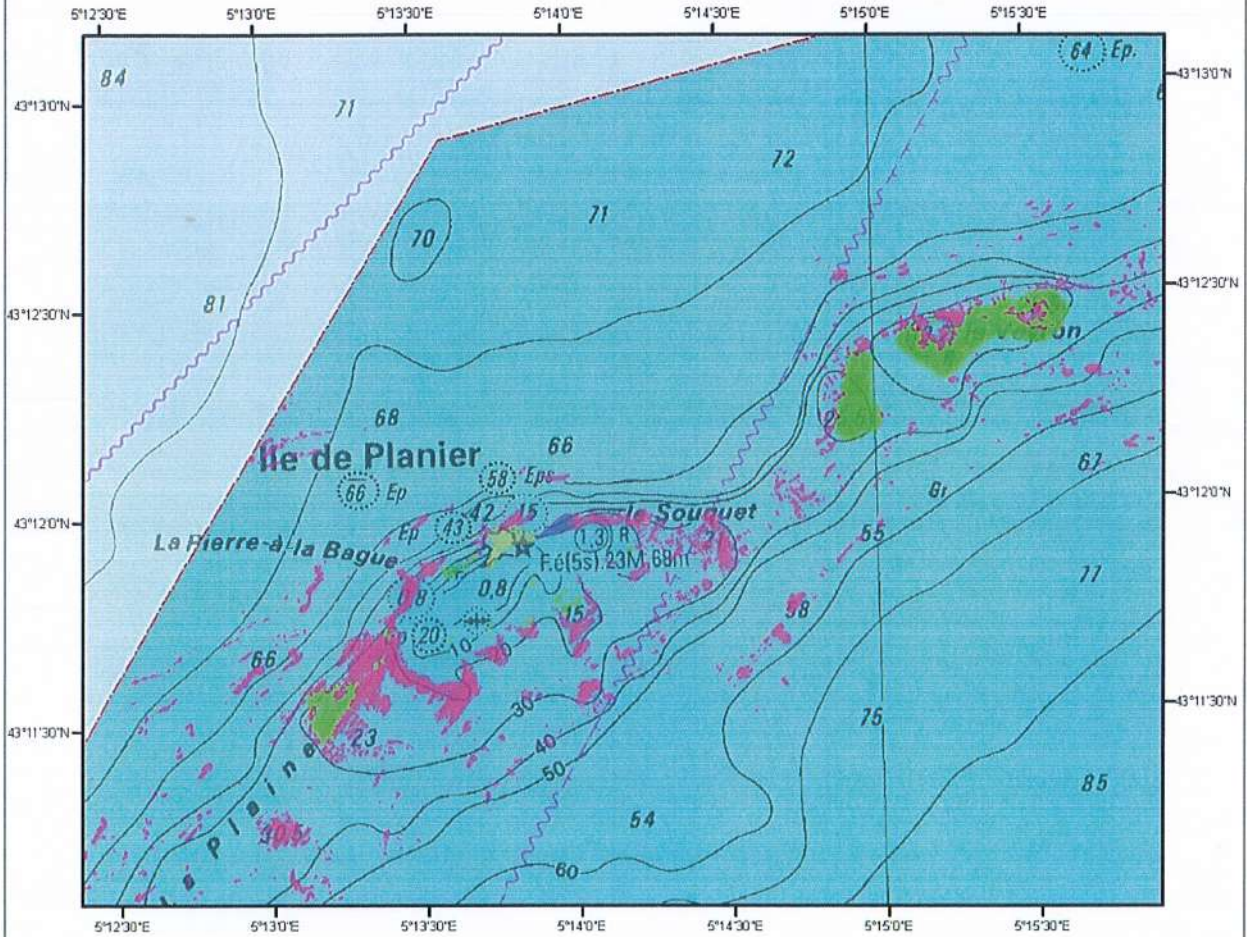 5°12'30"E 5°13'0"E 5°13'30"E 5°14'0"E 5°14'30"E 5°15'0"E 5°15'30"E
64 Ep.
84
43°13'0"N 43°13'0"N
71
72
71
70
81
43°12'30"N 43°12'30"N
68
66
Ile de Planier
67
66 Ep
58 Eps
Gr
43°12'0"N 43°12'0"N
Ep 43 42 15
le Souquet
La Pierre-à-la Bague
1,3 R
F.é(5s).23M.68m
55
77
0,8
58
15
20
10
66
30
43°11'30"N 43°11'30"N
23
75
40
50
85
54
la Plaine
30,5
60
5°12'30"E 5°13'0"E 5°13'30"E 5°14'0"E 5°14'30"E 5°15'0"E 5°15'30"E